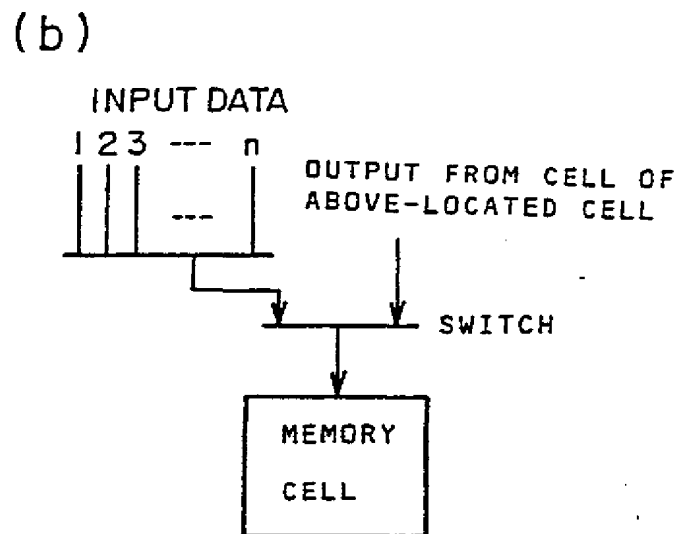 (b)
INPUT DATA
1 2 3 --- n
---
OUTPUT FROM CELL OF
ABOVE-LOCATED CELL
SWITCH
MEMORY
CELL